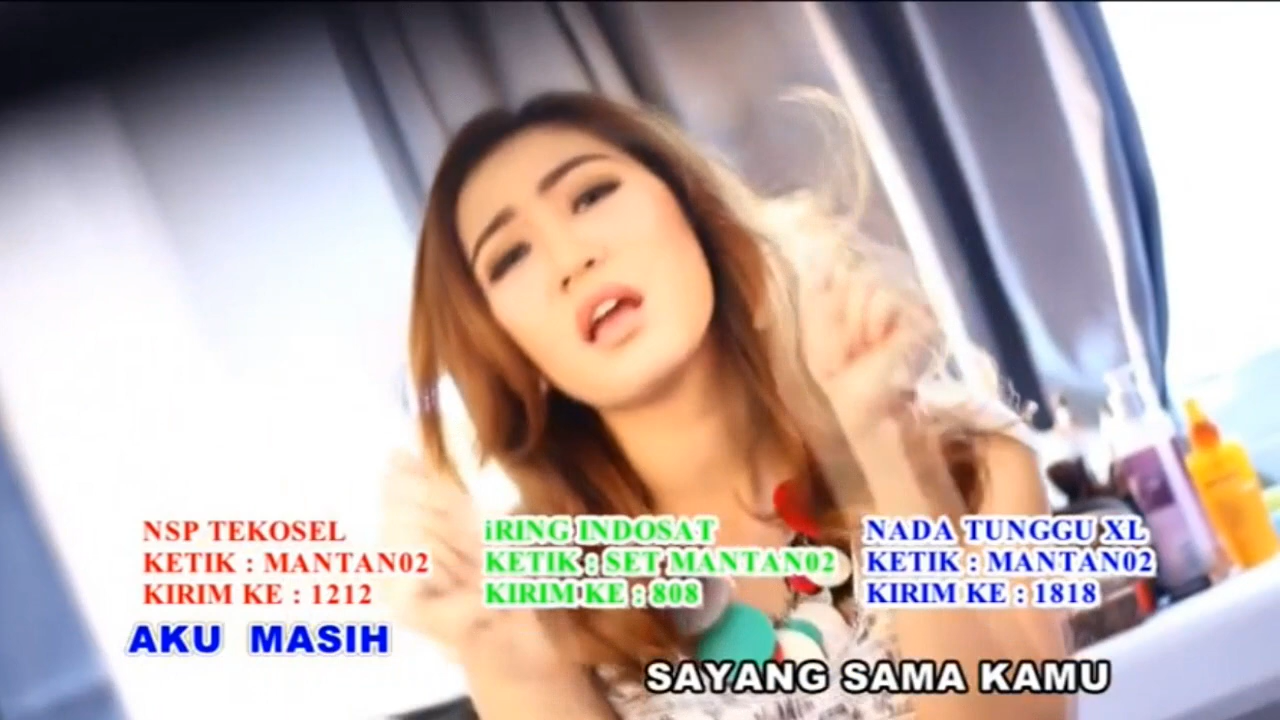 NSP TEKOSEL
KETIK : MANTAN02
KIRIM KE : 1212
iRING INDOSAT
KETIK : SET MANTAN02
KIRIM KE : 808
NADA TUNGGU XL
KETIK : MANTAN02
KIRIM KE : 1818
AKU MASIH
SAYANG SAMA KAMU